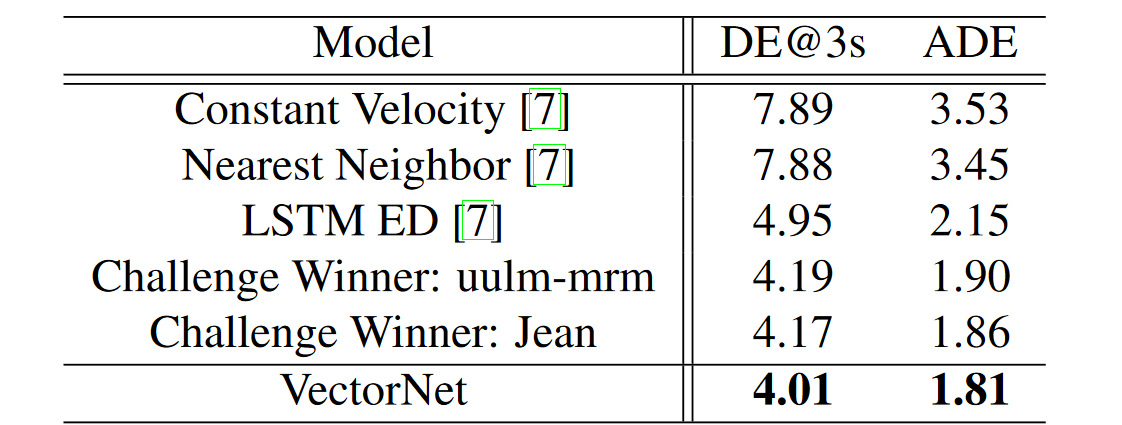 Model DE@3s ADE
Constant Velocity [7] 7.89 3.53
Nearest Neighbor [7] 7.88 3.45
LSTM ED [7] 4.95 2.15
Challenge Winner: uulm-mrm 4.19 1.90
Challenge Winner: Jean 4.17 1.86
VectorNet 4.01 1.81